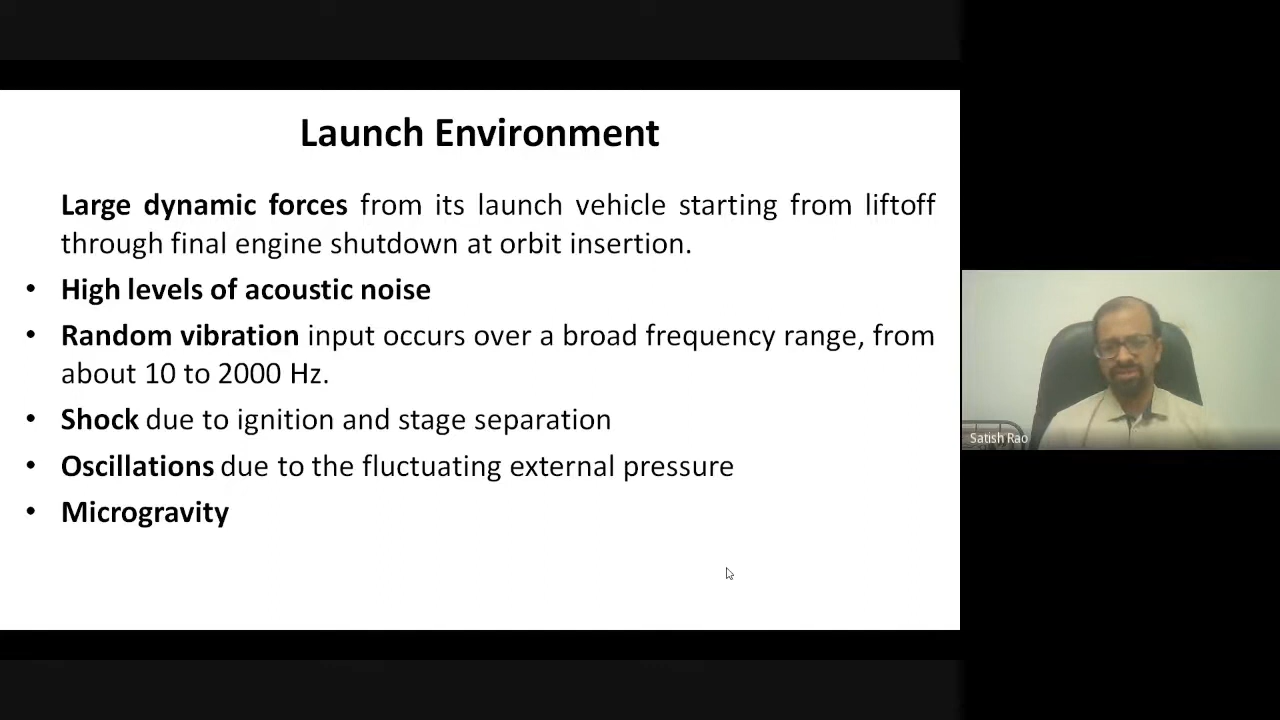 Launch Environment
Large dynamic forces from its launch vehicle starting from liftoff
through final engine shutdown at orbit insertion.
• High levels of acoustic noise
• Random vibration input occurs over a broad frequency range, from
about 10 to 2000 Hz.
• Shock due to ignition and stage separation
• Oscillations due to the fluctuating external pressure
• Microgravity
Satish Rao